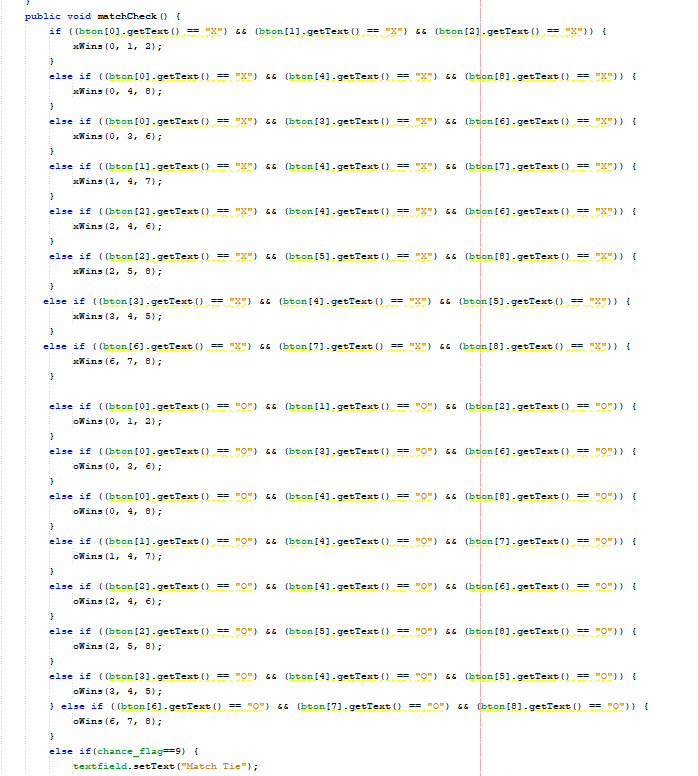 }
public void matchCheck() {
if ((bton[0].getText() == "X") && (bton[1].getText() == "X") && (bton[2].getText() == "X")) {
xWins(0, 1, 2);
}
else if ((bton[0].getText() == "X") && (bton[4].getText() == "X") && (bton[8].getText() == "X")) {
xWins(0, 4, 8);
}
else if ((bton[0].getText() == "X") && (bton[3].getText() == "X") && (bton[6].getText() == "X")) {
xWins(0, 3, 6);
}
else if ((bton[1].getText() == "X") && (bton[4].getText() == "X") && (bton[7].getText() == "X")) {
xWins(1, 4, 7);
}
else if ((bton[2].getText() == "X") && (bton[4].getText() == "X") && (bton[6].getText() == "X")) {
xWins(2, 4, 6);
}
else if ((bton[2].getText() == "X") && (bton[5].getText() == "X") && (bton[8].getText() == "X")) {
xWins(2, 5, 8);
}
else if ((bton[3].getText() == "X") && (bton[4].getText() == "X") && (bton[5].getText() == "X")) {
xWins(3, 4, 5);
}
else if ((bton[6].getText() == "X") && (bton[7].getText() == "X") && (bton[8].getText() == "X")) {
xWins(6, 7, 8);
}
else if ((bton[0].getText() == "O") && (bton[1].getText() == "O") && (bton[2].getText() == "O")) {
oWins(0, 1, 2);
}
else if ((bton[0].getText() == "O") && (bton[3].getText() == "O") && (bton[6].getText() == "O")) {
oWins(0, 3, 6);
}
else if ((bton[0].getText() == "O") && (bton[4].getText() == "O") && (bton[8].getText() == "O")) {
oWins(0, 4, 8);
}
else if ((bton[1].getText() == "O") && (bton[4].getText() == "O") && (bton[7].getText() == "O")) {
oWins(1, 4, 7);
}
else if ((bton[2].getText() == "O") && (bton[4].getText() == "O") && (bton[6].getText() == "O")) {
oWins(2, 4, 6);
}
else if ((bton[2].getText() == "O") && (bton[5].getText() == "O") && (bton[8].getText() == "O")) {
oWins(2, 5, 8);
}
else if ((bton[3].getText() == "O") && (bton[4].getText() == "O") && (bton[5].getText() == "O")) {
oWins(3, 4, 5);
} else if ((bton[6].getText() == "O") && (bton[7].getText() == "O") && (bton[8].getText() == "O")) {
oWins(6, 7, 8);
}
else if(chance_flag==9) {
textfield.setText("Match Tie");